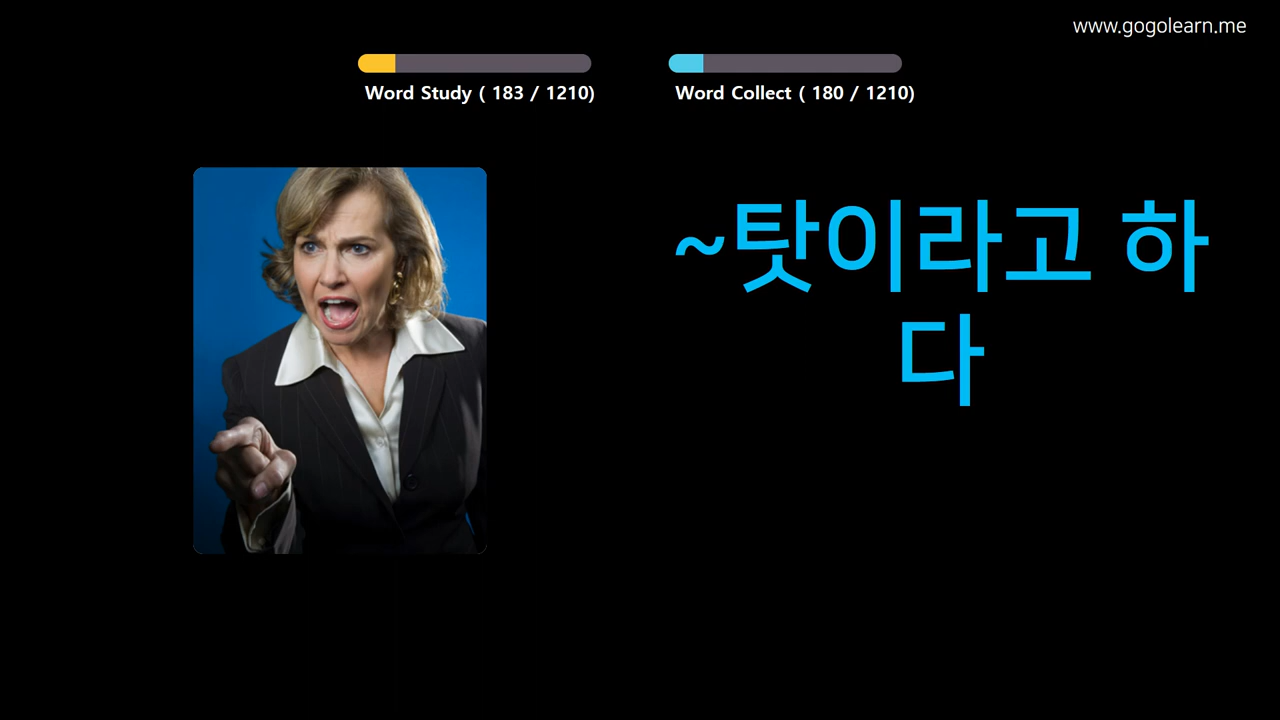 www.gogolearn.me
Word Study ( 183 / 1210)
Word Collect ( 180 / 1210)
~탓이라고 하
다